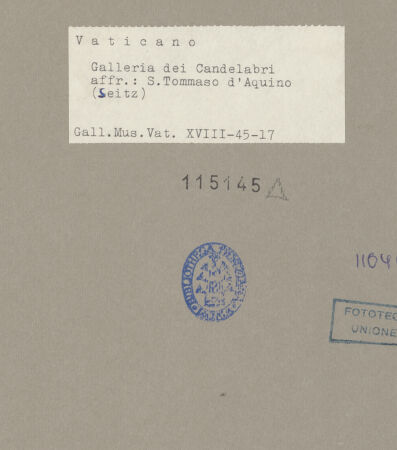 Vaticano
Galleria dei Candelabri
affr.: S.Tommaso d'Aquino
(Seitz)
Gall.Mus.Vat. XVIII-45-17
115145
FOTOTEC
UNIONE